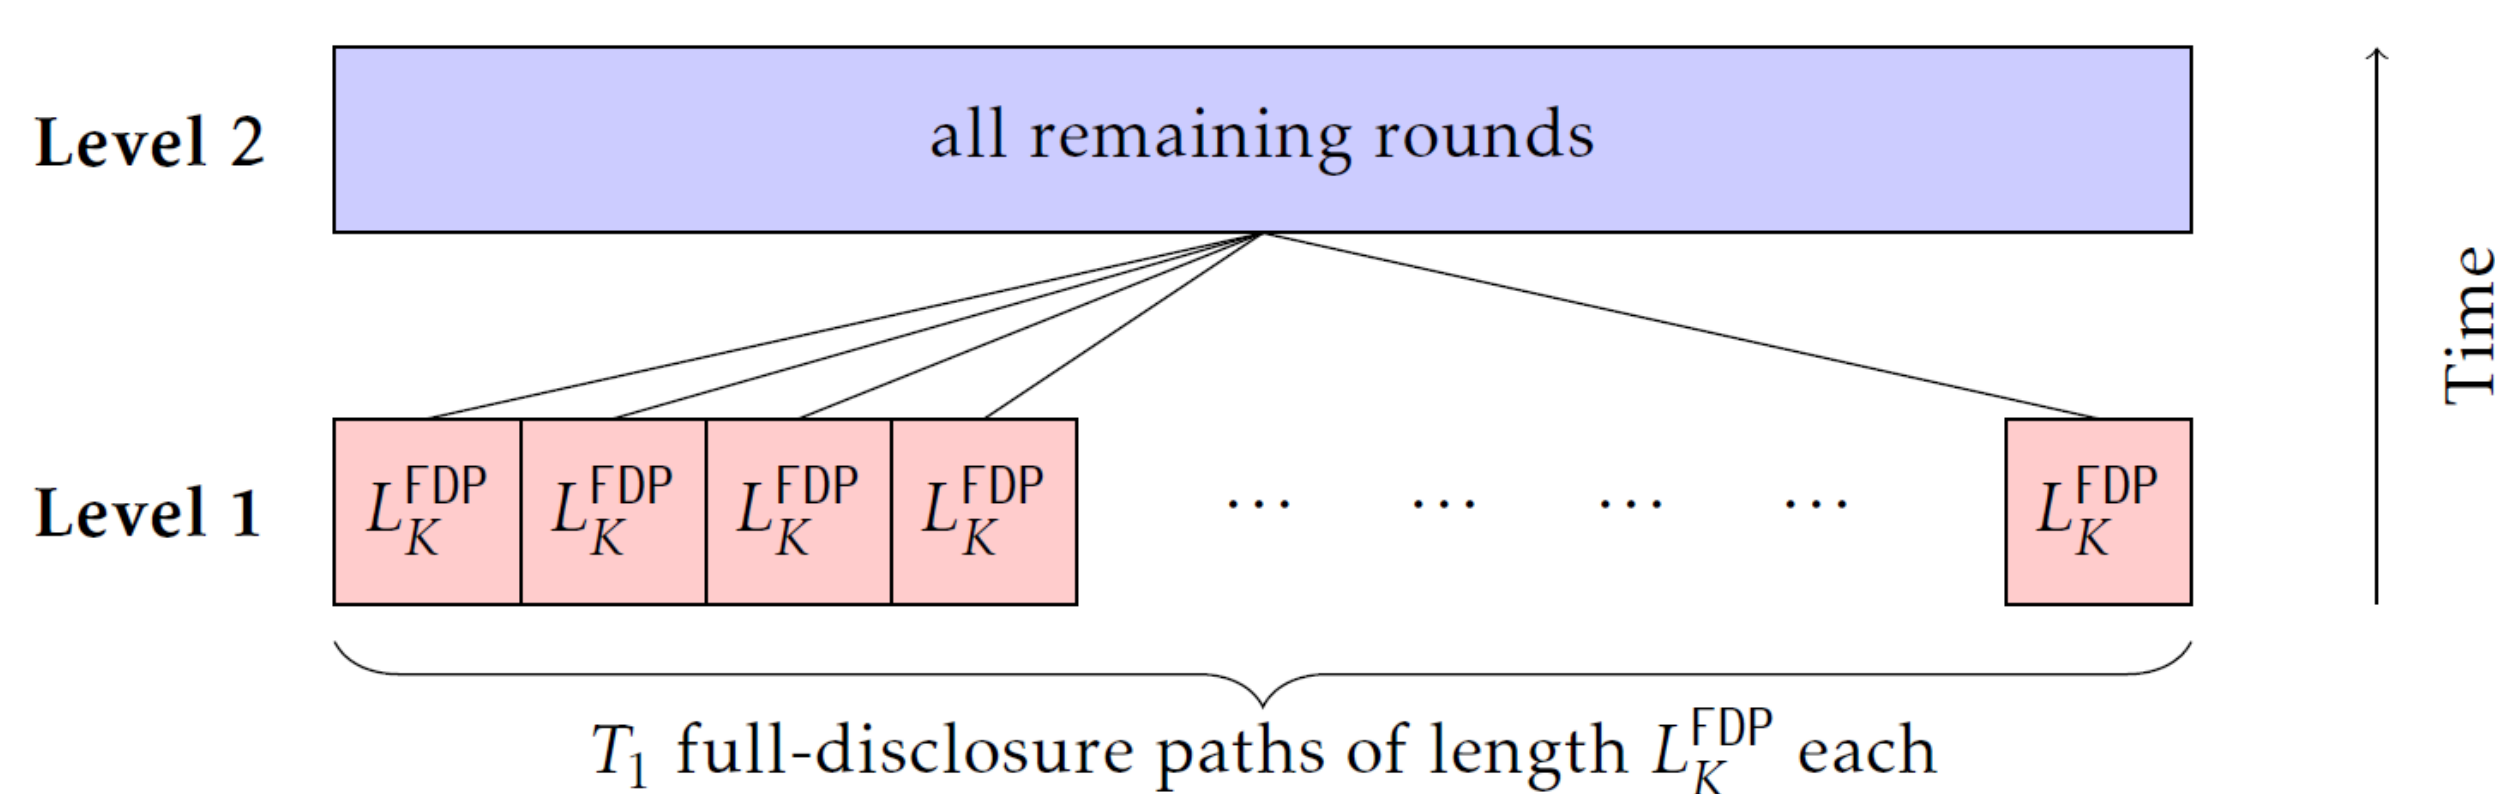 Level 2
all remaining rounds
Time
Level 1
L_K^FDP L_K^FDP L_K^FDP L_K^FDP ... ... ... ... L_K^FDP
T_1 full-disclosure paths of length L_K^FDP each